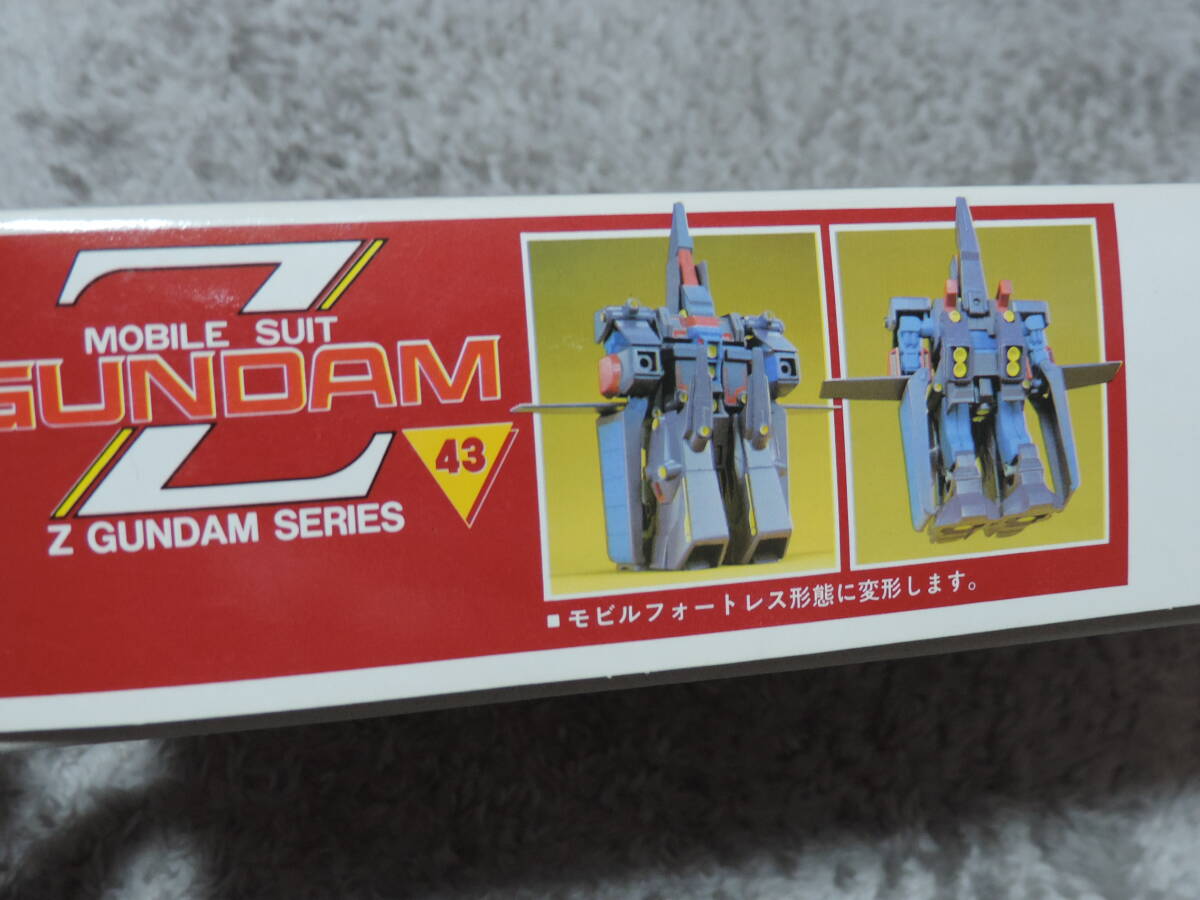 MOBILE SUIT
GUNDAM
Z
43
Z GUNDAM SERIES
■モビルフォートレス形態に変形します。